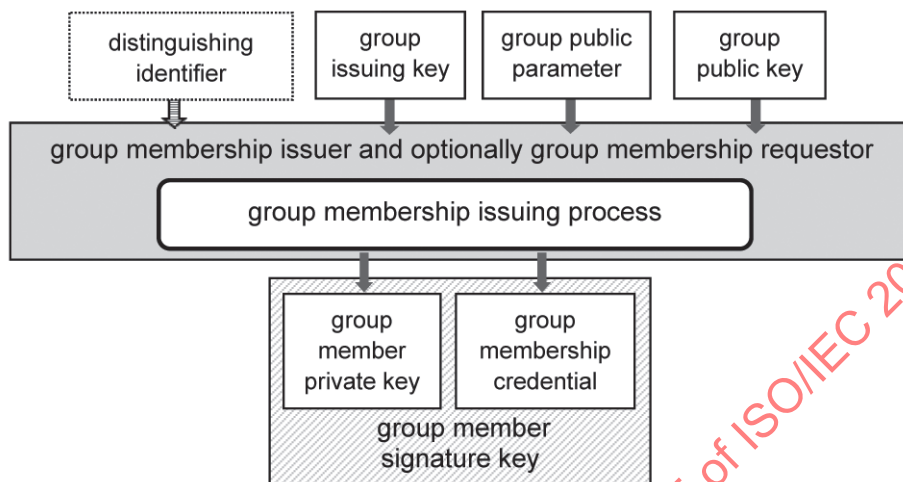 distinguishing
identifier
group
issuing key
group public
parameter
group
public key
group membership issuer and optionally group membership requestor
group membership issuing process
group
member
private key
group
membership
credential
group member
signature key
of ISO/IEC 20